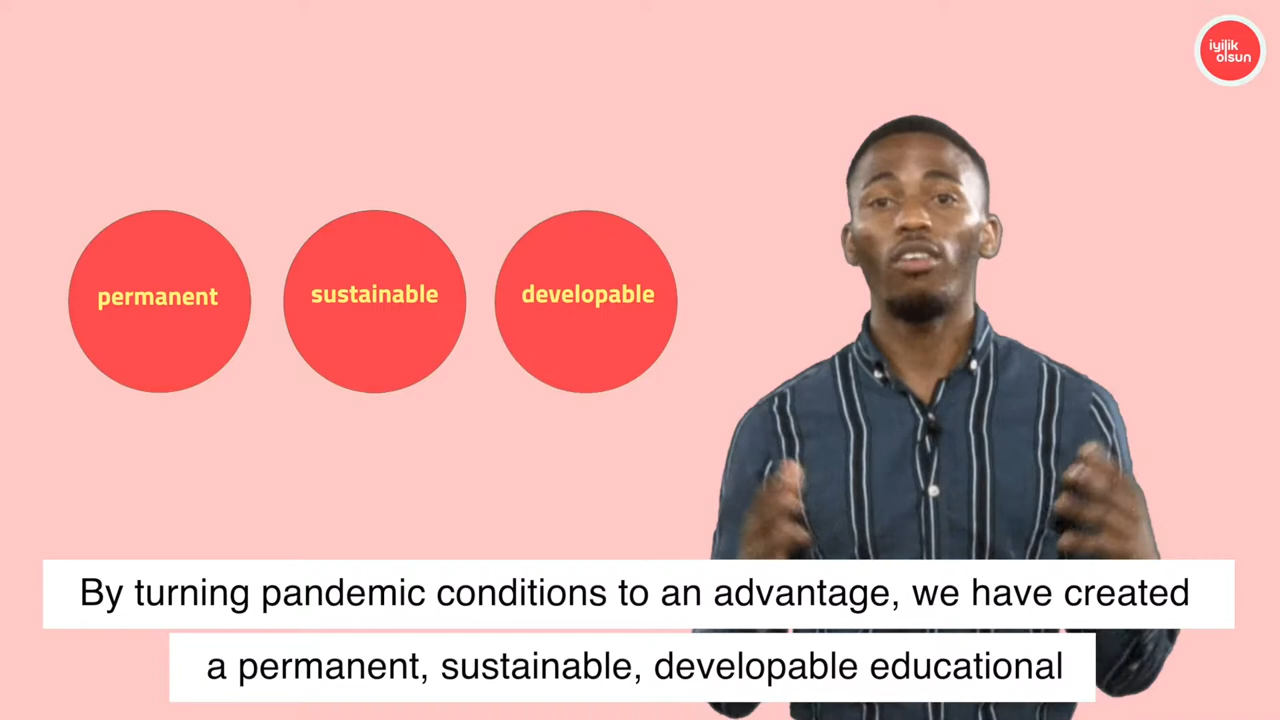 iyilik
olsun
permanent
sustainable
developable
By turning pandemic conditions to an advantage, we have created
a permanent, sustainable, developable educational